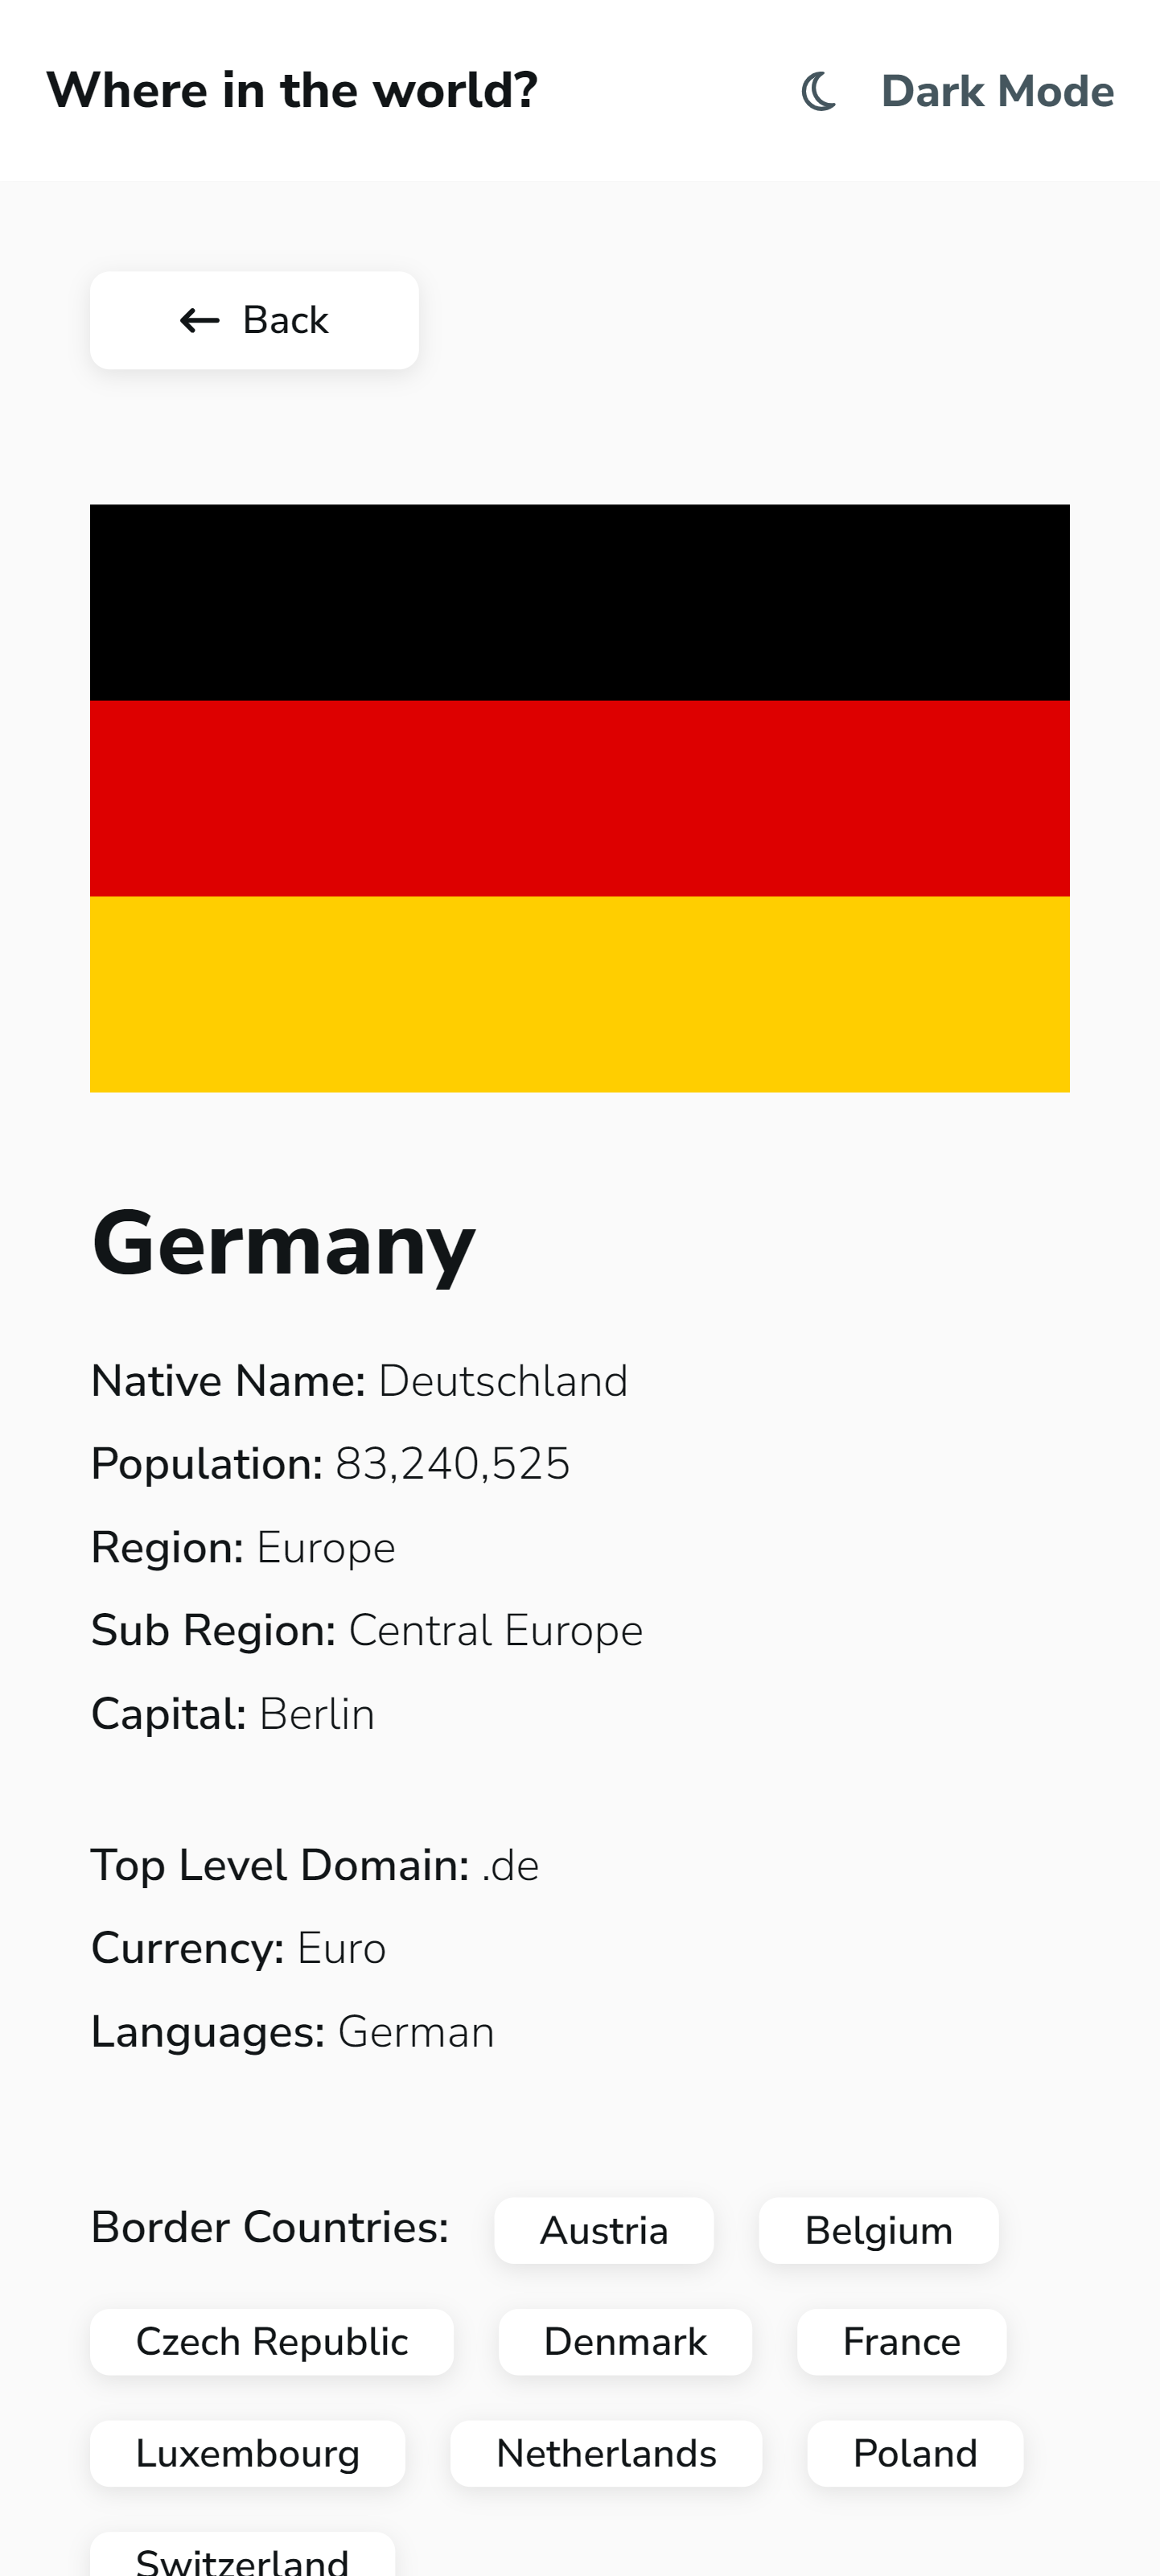 Where in the world? Dark Mode
Back
Germany
Native Name: Deutschland
Population: 83,240,525
Region: Europe
Sub Region: Central Europe
Capital: Berlin
Top Level Domain: .de
Currency: Euro
Languages: German
Border Countries: Austria Belgium
Czech Republic Denmark France
Luxembourg Netherlands Poland
Switzerland